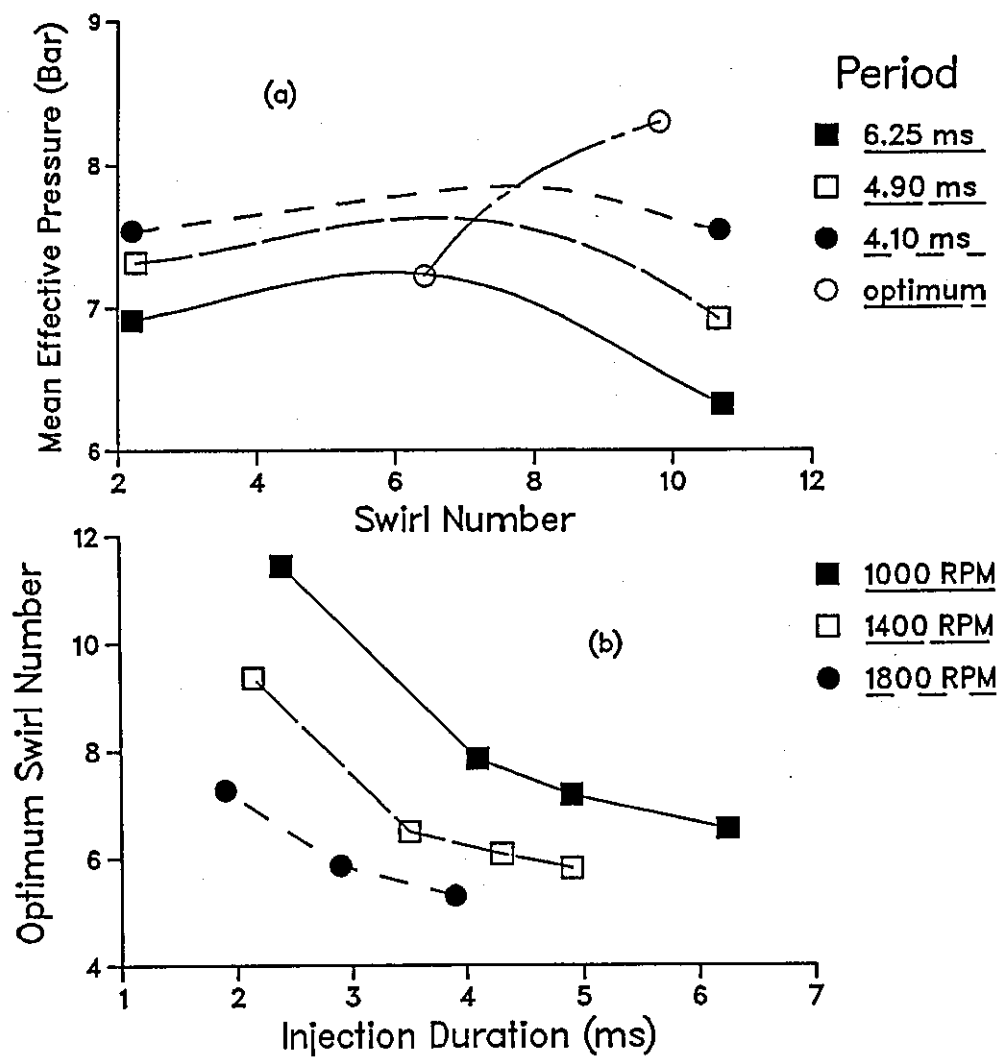 9
8
7
6
Mean Effective Pressure (Bar)
(a)
Period
6.25 ms
4.90 ms
4.10 ms
optimum
2 4 6 8 10 12
Swirl Number
12
10
8
6
4
Optimum Swirl Number
(b)
1000 RPM
1400 RPM
1800 RPM
1 2 3 4 5 6 7
Injection Duration (ms)